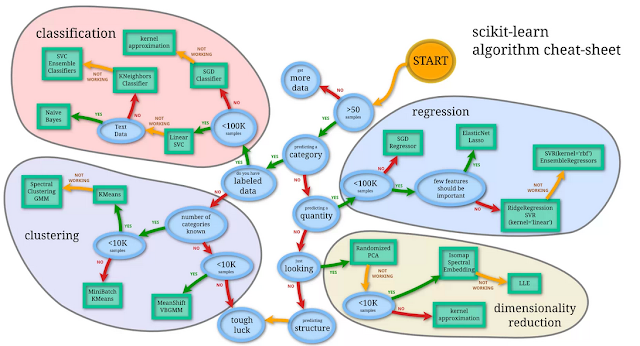 scikit-learn
algorithm cheat-sheet
START
get
more
data
>50
samples
NO
YES
predicting a
category
YES
NO
do you have
labeled
data
YES
NO
classification
kernel
approximation
NOT
WORKING
SVC
Ensemble
Classifiers
NOT
WORKING
KNeighbors
Classifier
SGD
Classifier
NO
NO
Naive
Bayes
YES
Text
Data
NOT
WORKING
Linear
SVC
YES
<100K
samples
predicting a
quantity
YES
NO
regression
SGD
Regressor
ElasticNet
Lasso
SVR(kernel='rbf')
EnsembleRegressors
NO
YES
NOT
WORKING
<100K
samples
YES
few features
should be
important
NO
RidgeRegression
SVR
(kernel='linear')
clustering
Spectral
Clustering
GMM
NOT
WORKING
KMeans
number of
categories
known
YES
YES
NO
<10K
samples
<10K
samples
NO
YES
NO
MiniBatch
KMeans
MeanShift
VBGMM
tough
luck
just
looking
YES
NO
predicting
structure
Randomized
PCA
Isomap
Spectral
Embedding
NOT
WORKING
NOT
WORKING
LLE
YES
<10K
samples
NO
kernel
approximation
dimensionality
reduction